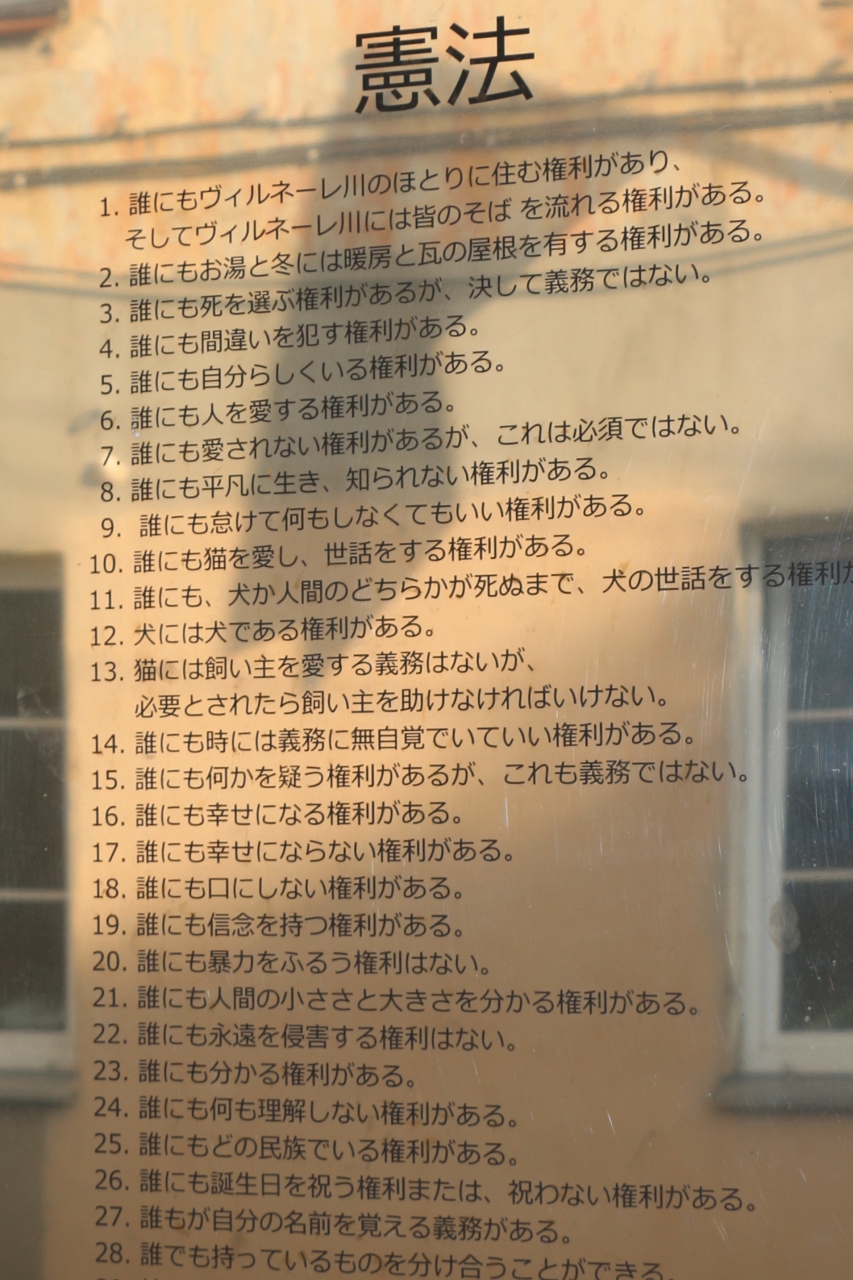 憲法
1. 誰にもヴィルネーレ川のほとりに住む権利があり、
そしてヴィルネーレ川には皆のそば を流れる権利がある。
2. 誰にもお湯と冬には暖房と瓦の屋根を有する権利がある。
3. 誰にも死を選ぶ権利があるが、決して義務ではない。
4. 誰にも間違いを犯す権利がある。
5. 誰にも自分らしくいる権利がある。
6. 誰にも人を愛する権利がある。
7. 誰にも愛されない権利があるが、これは必須ではない。
8. 誰にも平凡に生き、知られない権利がある。
9. 誰にも怠けて何もしなくてもいい権利がある。
10. 誰にも猫を愛し、世話をする権利がある。
11. 誰にも、犬か人間のどちらかが死ぬまで、犬の世話をする権利が
12. 犬には犬である権利がある。
13. 猫には飼い主を愛する義務はないが、
必要とされたら飼い主を助けなければいけない。
14. 誰にも時には義務に無自覚でいていい権利がある。
15. 誰にも何かを疑う権利があるが、これも義務ではない。
16. 誰にも幸せになる権利がある。
17. 誰にも幸せにならない権利がある。
18. 誰にも口にしない権利がある。
19. 誰にも信念を持つ権利がある。
20. 誰にも暴力をふるう権利はない。
21. 誰にも人間の小ささと大きさを分かる権利がある。
22. 誰にも永遠を侵害する権利はない。
23. 誰にも分かる権利がある。
24. 誰にも何も理解しない権利がある。
25. 誰にもどの民族でいる権利がある。
26. 誰にも誕生日を祝う権利または、祝わない権利がある。
27. 誰もが自分の名前を覚える義務がある。
28. 誰でも持っているものを分け合うことができる。